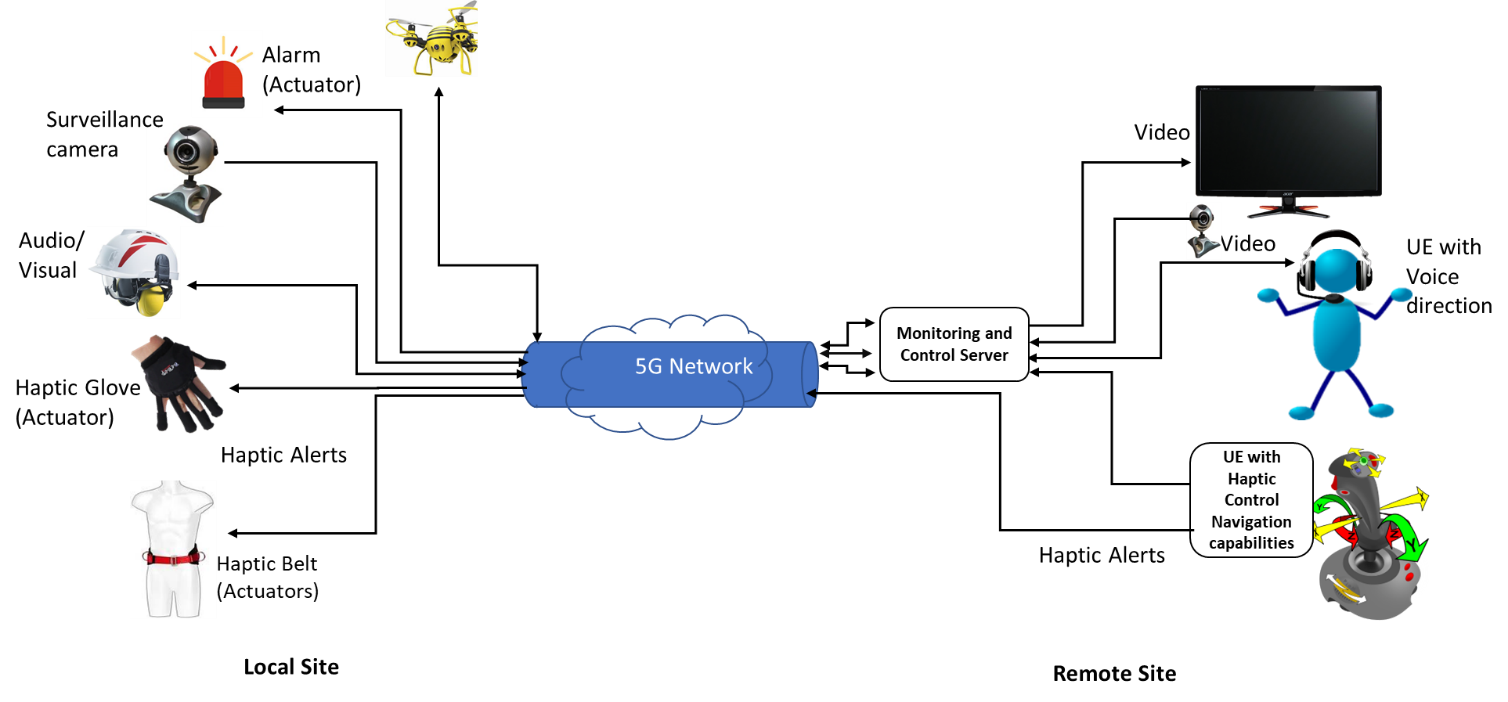 Alarm
(Actuator)
Surveillance
camera
Audio/
Visual
Haptic Glove
(Actuator)
Haptic Alerts
Haptic Belt
(Actuators)
Local Site
5G Network
Monitoring and
Control Server
Video
Video
UE with
Voice
direction
UE with
Haptic
Control
Navigation
capabilities
Haptic Alerts
Remote Site
acer
X
Y
Y
X
Z
Z